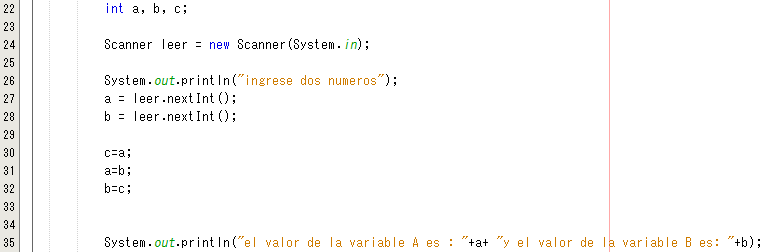 22 int a, b, c;
23
24 Scanner leer = new Scanner(System.in);
25
26 System.out.println("ingrese dos numeros");
27 a = leer.nextInt();
28 b = leer.nextInt();
29
30 c=a;
31 a=b;
32 b=c;
33
34
35 System.out.println("el valor de la variable A es : "+a+ "y el valor de la variable B es: "+b);